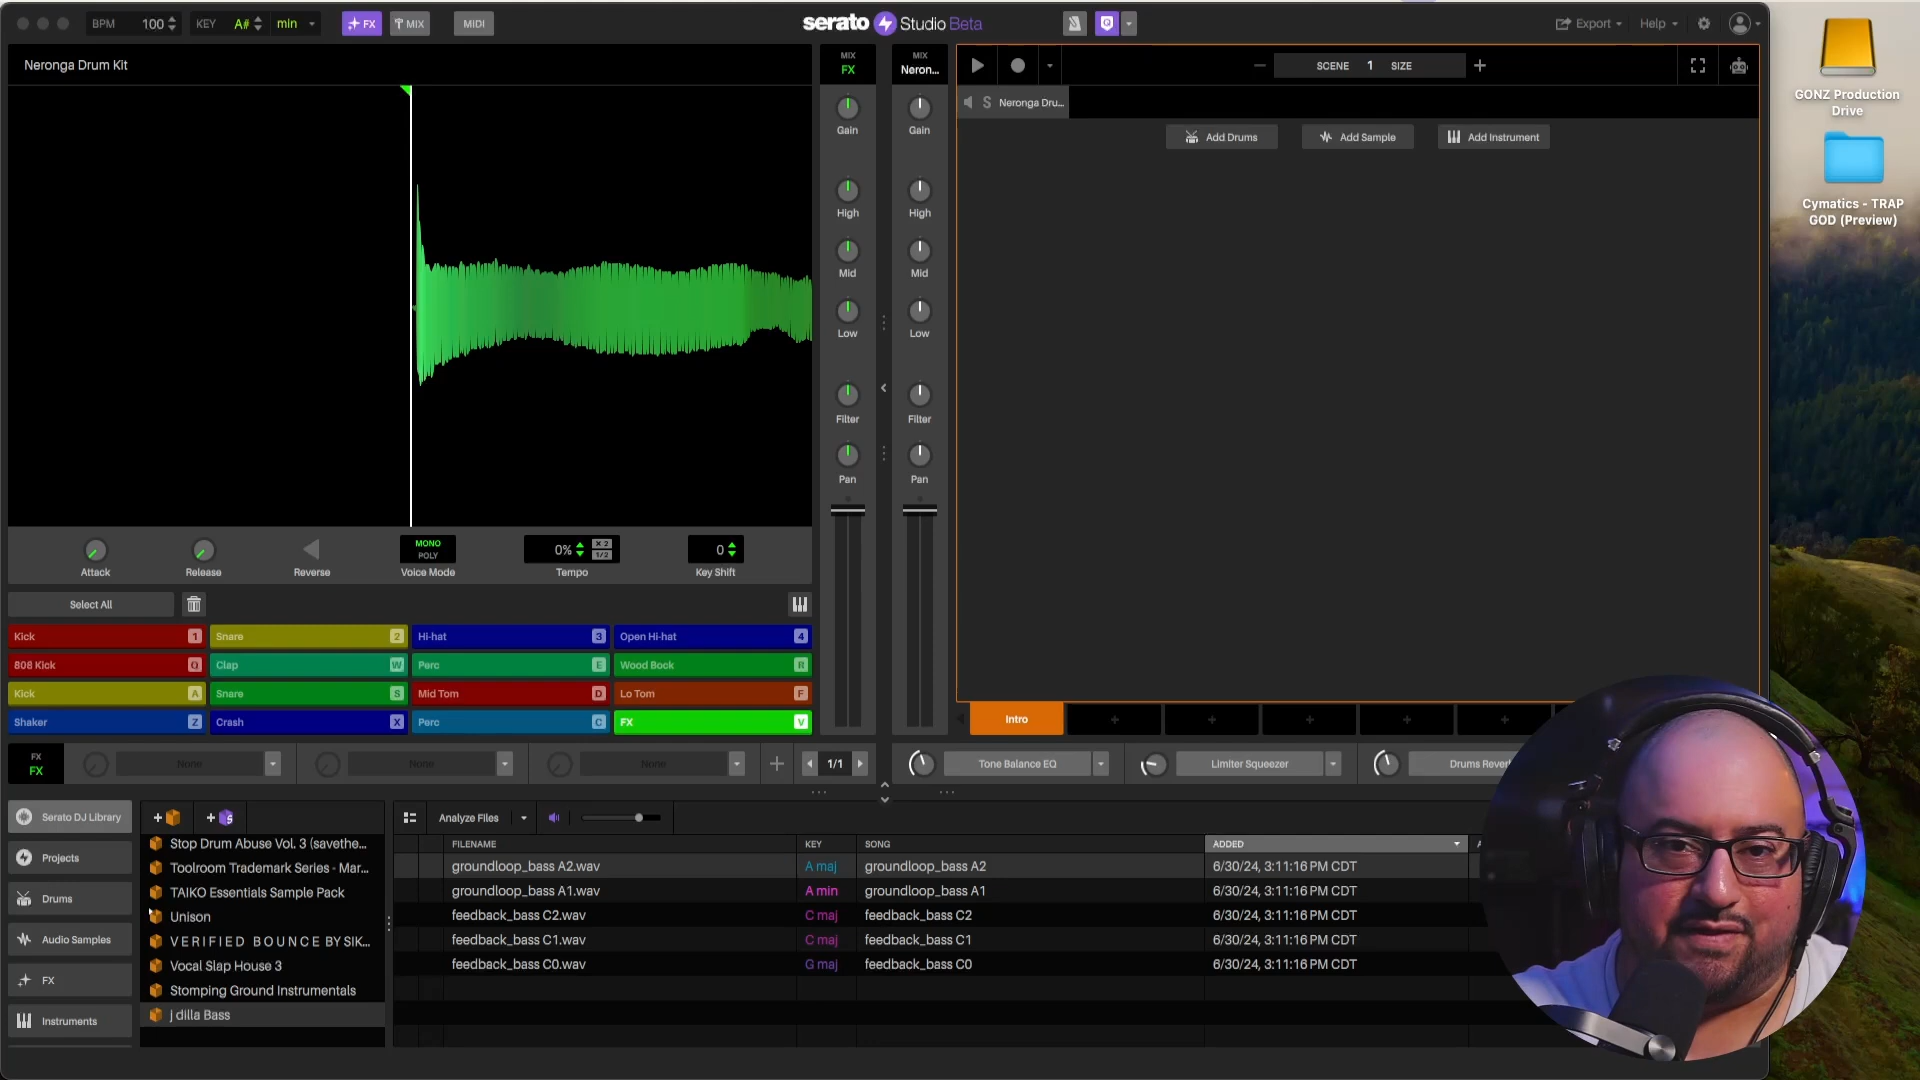 BPM 100 KEY A# min FX MIX MIDI
serato Studio Beta
Export Help
Neronga Drum Kit
MIX
FX
MIX
Neron...
SCENE 1 SIZE
S Neronga Dru...
Add Drums Add Sample Add Instrument
Gain Gain
High High
Mid Mid
Low Low
Filter Filter
Pan Pan
MONO
POLY
0% x 2
1/2
0
Attack Release Reverse Voice Mode Tempo Key Shift
Select All
Kick 1 Snare 2 Hi-hat 3 Open Hi-hat 4
808 Kick Q Clap W Perc E Wood Bock R
Kick A Snare S Mid Tom D Lo Tom F
Shaker Z Crash X Perc C FX V
Intro + + + + +
FX
FX
None None None + 1/1 Tone Balance EQ Limiter Squeezer Drums Rever
Serato DJ Library
Projects
Drums
Audio Samples
FX
Instruments
Stop Drum Abuse Vol. 3 (savethe...
Toolroom Trademark Series - Mar...
TAIKO Essentials Sample Pack
Unison
V E R I F I E D B O U N C E BY SIK...
Vocal Slap House 3
Stomping Ground Instrumentals
j dilla Bass
Analyze Files
FILENAME KEY SONG ADDED
groundloop_bass A2.wav A maj groundloop_bass A2 6/30/24, 3:11:16 PM CDT
groundloop_bass A1.wav A min groundloop_bass A1 6/30/24, 3:11:16 PM CDT
feedback_bass C2.wav C maj feedback_bass C2 6/30/24, 3:11:16 PM CDT
feedback_bass C1.wav C maj feedback_bass C1 6/30/24, 3:11:16 PM CDT
feedback_bass C0.wav G maj feedback_bass C0 6/30/24, 3:11:16 PM CDT
GONZ Production
Drive
Cymatics - TRAP
GOD (Preview)